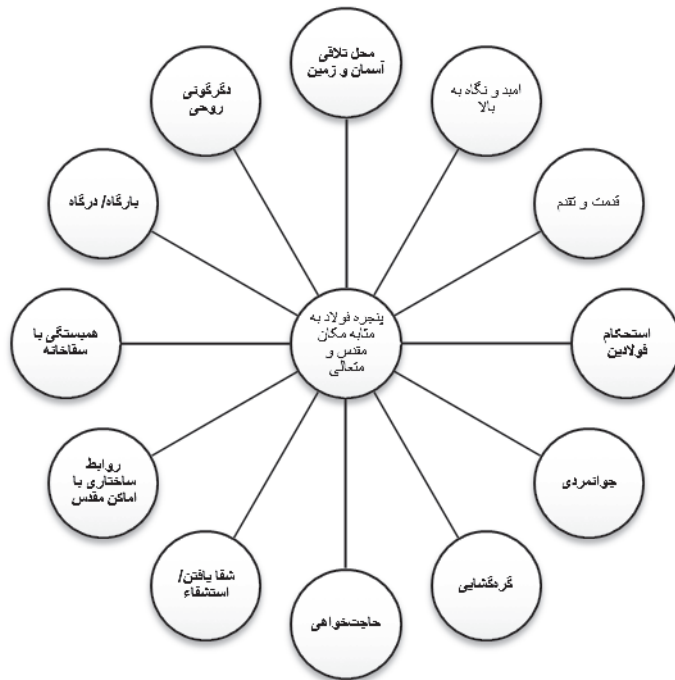 محل تلاقی
آسمان و زمین
امید و نگاه به
بالا
قدمت و تقدم
استحکام
فولادین
جوانمردی
گره‌گشایی
حاجت‌خواهی
شفا یافتن/
استشفاء
روابط
ساختاری با
اماکن مقدس
همبستگی با
سقاخانه
بارگاه/ درگاه
دگرگونی
روحی
پنجره فولاد به
مثابه مکان
مقدس و
متعالی